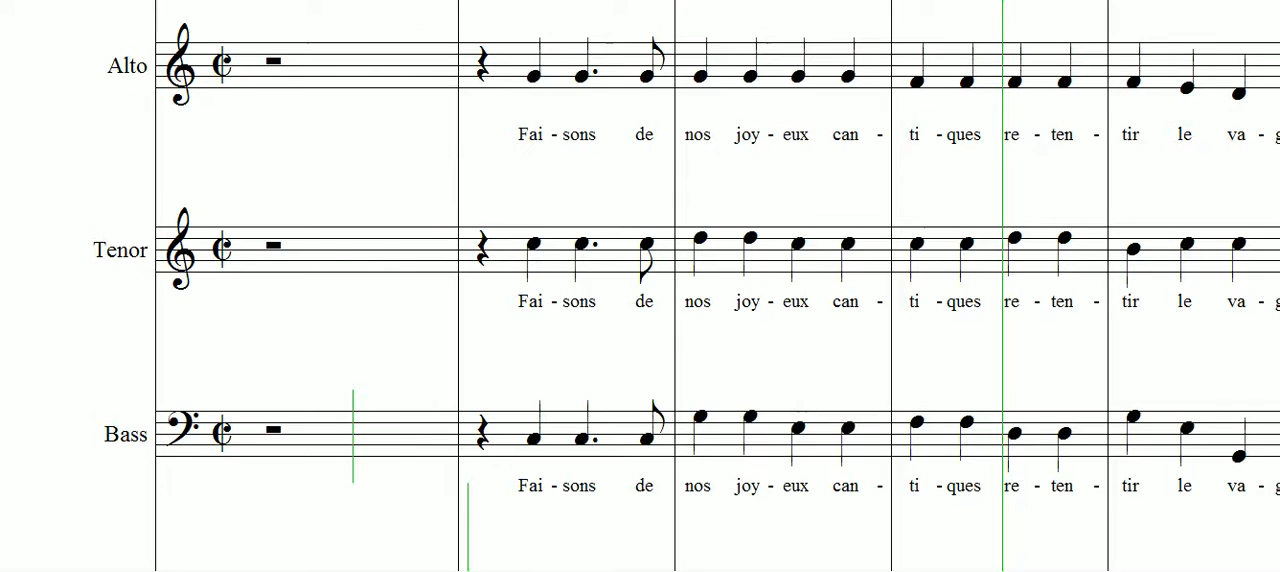 Alto
Fai - sons de nos joy - eux can - ti - ques re - ten - tir le va -
Tenor
Fai - sons de nos joy - eux can - ti - ques re - ten - tir le va -
Bass
Fai - sons de nos joy - eux can - ti - ques re - ten - tir le va -